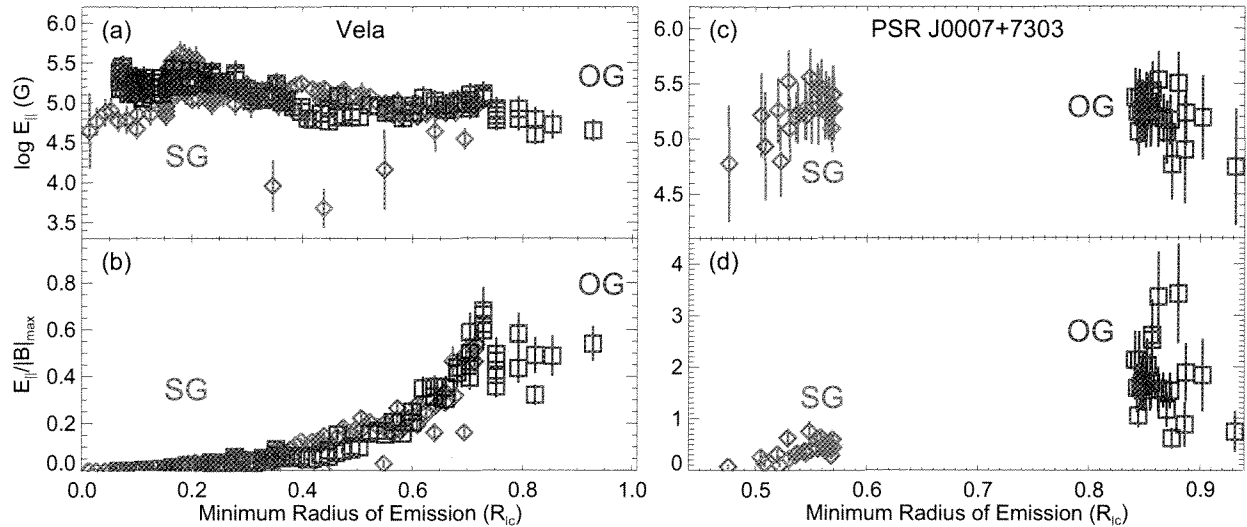 (a) Vela OG
SG
log E∥ (G)
6.0
5.5
5.0
4.5
4.0
3.5
(c) PSR J0007+7303
OG
SG
6.0
5.5
5.0
4.5
(b) OG
SG
E∥/|B|max
0.8
0.6
0.4
0.2
0.0
(d)
OG
SG
4
3
2
1
0
0.0 0.2 0.4 0.6 0.8 1.0
Minimum Radius of Emission (Rlc)
0.5 0.6 0.7 0.8 0.9
Minimum Radius of Emission (Rlc)